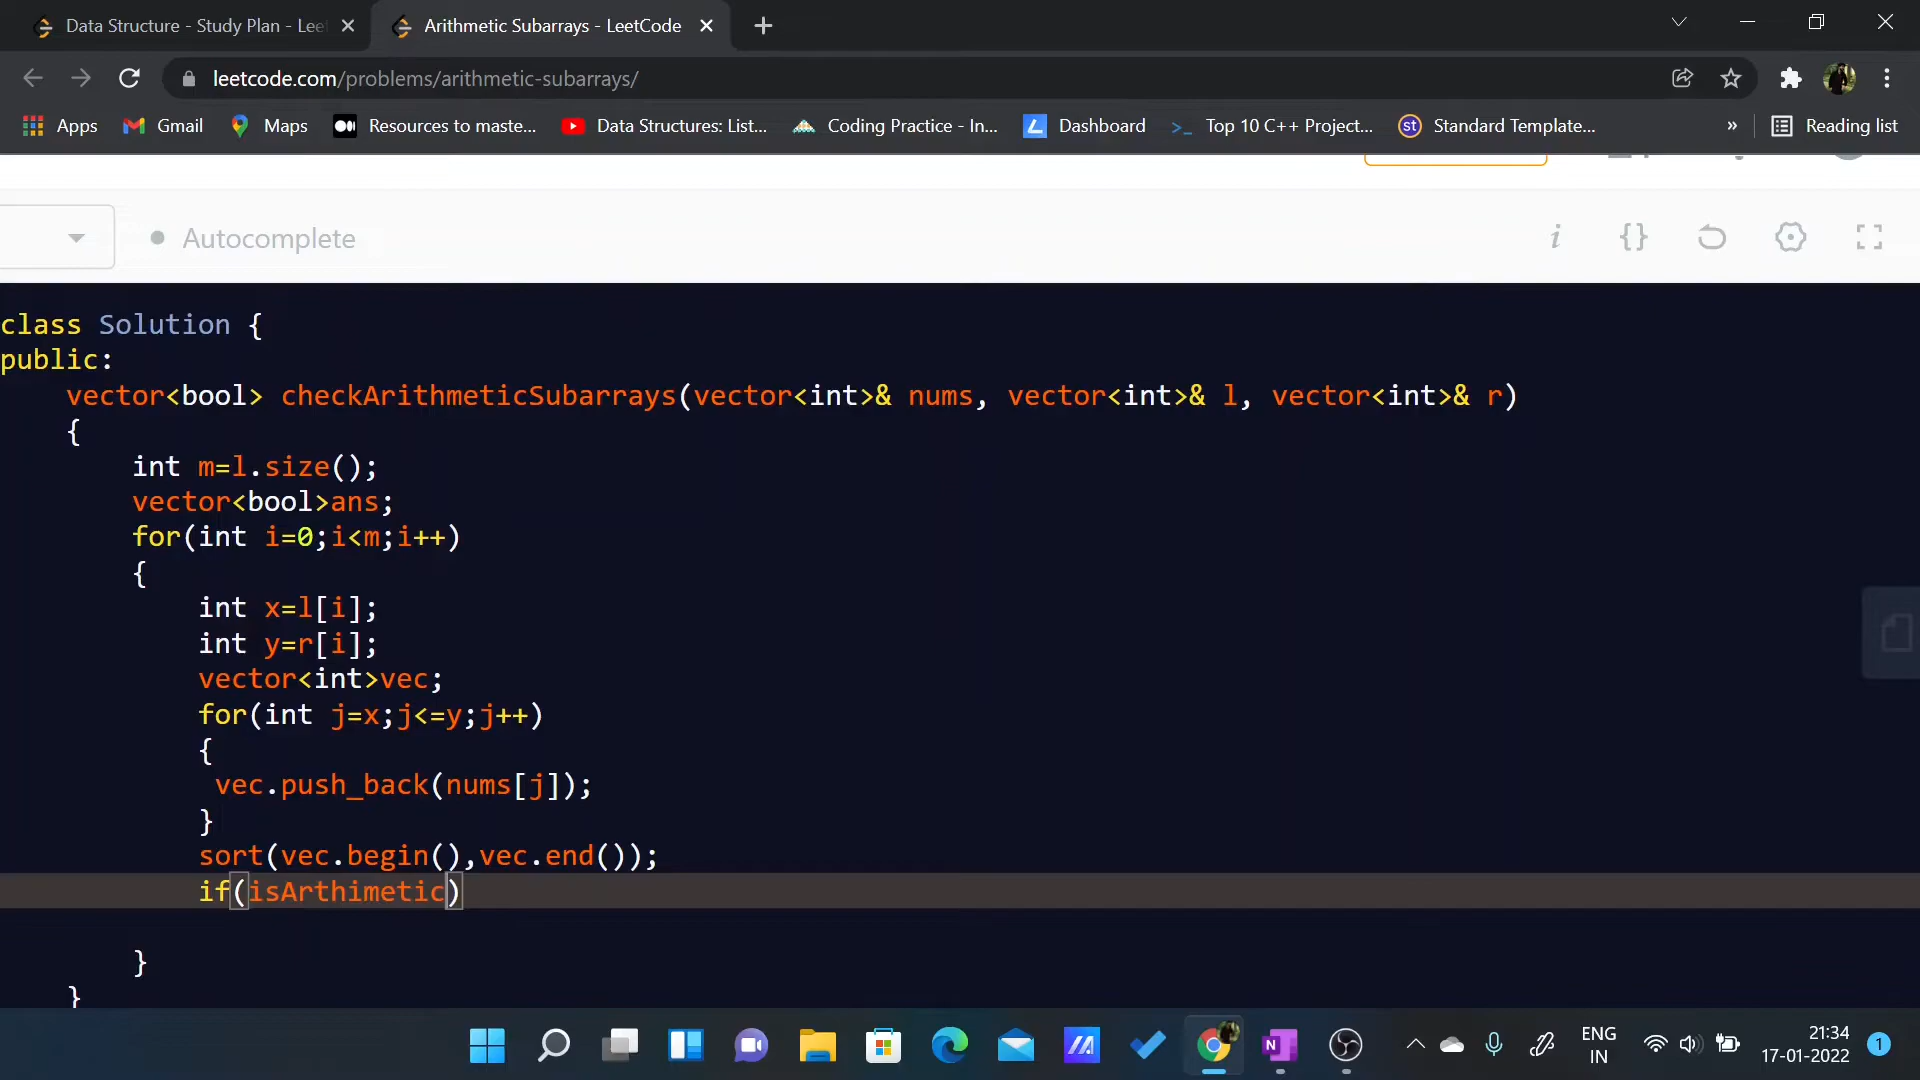 Data Structure - Study Plan - Lee
Arithmetic Subarrays - LeetCode
leetcode.com/problems/arithmetic-subarrays/
Apps
Gmail
Maps
Resources to maste...
Data Structures: List...
Coding Practice - In...
Dashboard
Top 10 C++ Project...
st
Standard Template...
»
Reading list
Autocomplete
i
{}
class Solution {
public:
vector<bool> checkArithmeticSubarrays(vector<int>& nums, vector<int>& l, vector<int>& r)
{
int m=l.size();
vector<bool>ans;
for(int i=0;i<m;i++)
{
int x=l[i];
int y=r[i];
vector<int>vec;
for(int j=x;j<=y;j++)
{
vec.push_back(nums[j]);
}
sort(vec.begin(),vec.end());
if(isArthimetic)
}
}
ENG
IN
21:34
17-01-2022
1